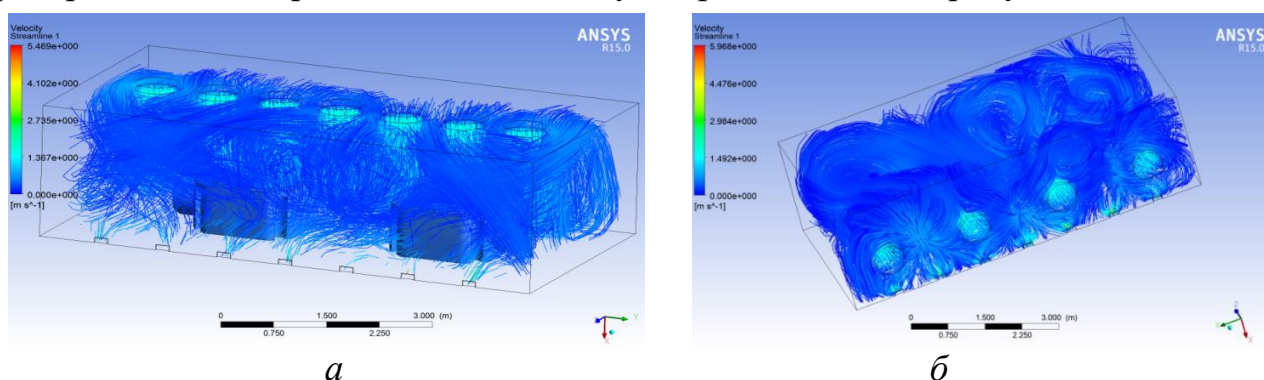 Velocity
Streamline 1
5.469e+000
4.102e+000
2.735e+000
1.367e+000
0.000e+000
[m s^-1]
ANSYS
R15.0
0
1.500
3.000 (m)
0.750
2.250
Y
X
а
Velocity
Streamline 1
5.968e+000
4.476e+000
2.984e+000
1.492e+000
0.000e+000
[m s^-1]
ANSYS
R15.0
0
1.500
3.000 (m)
0.750
2.250
Z
Y
X
б